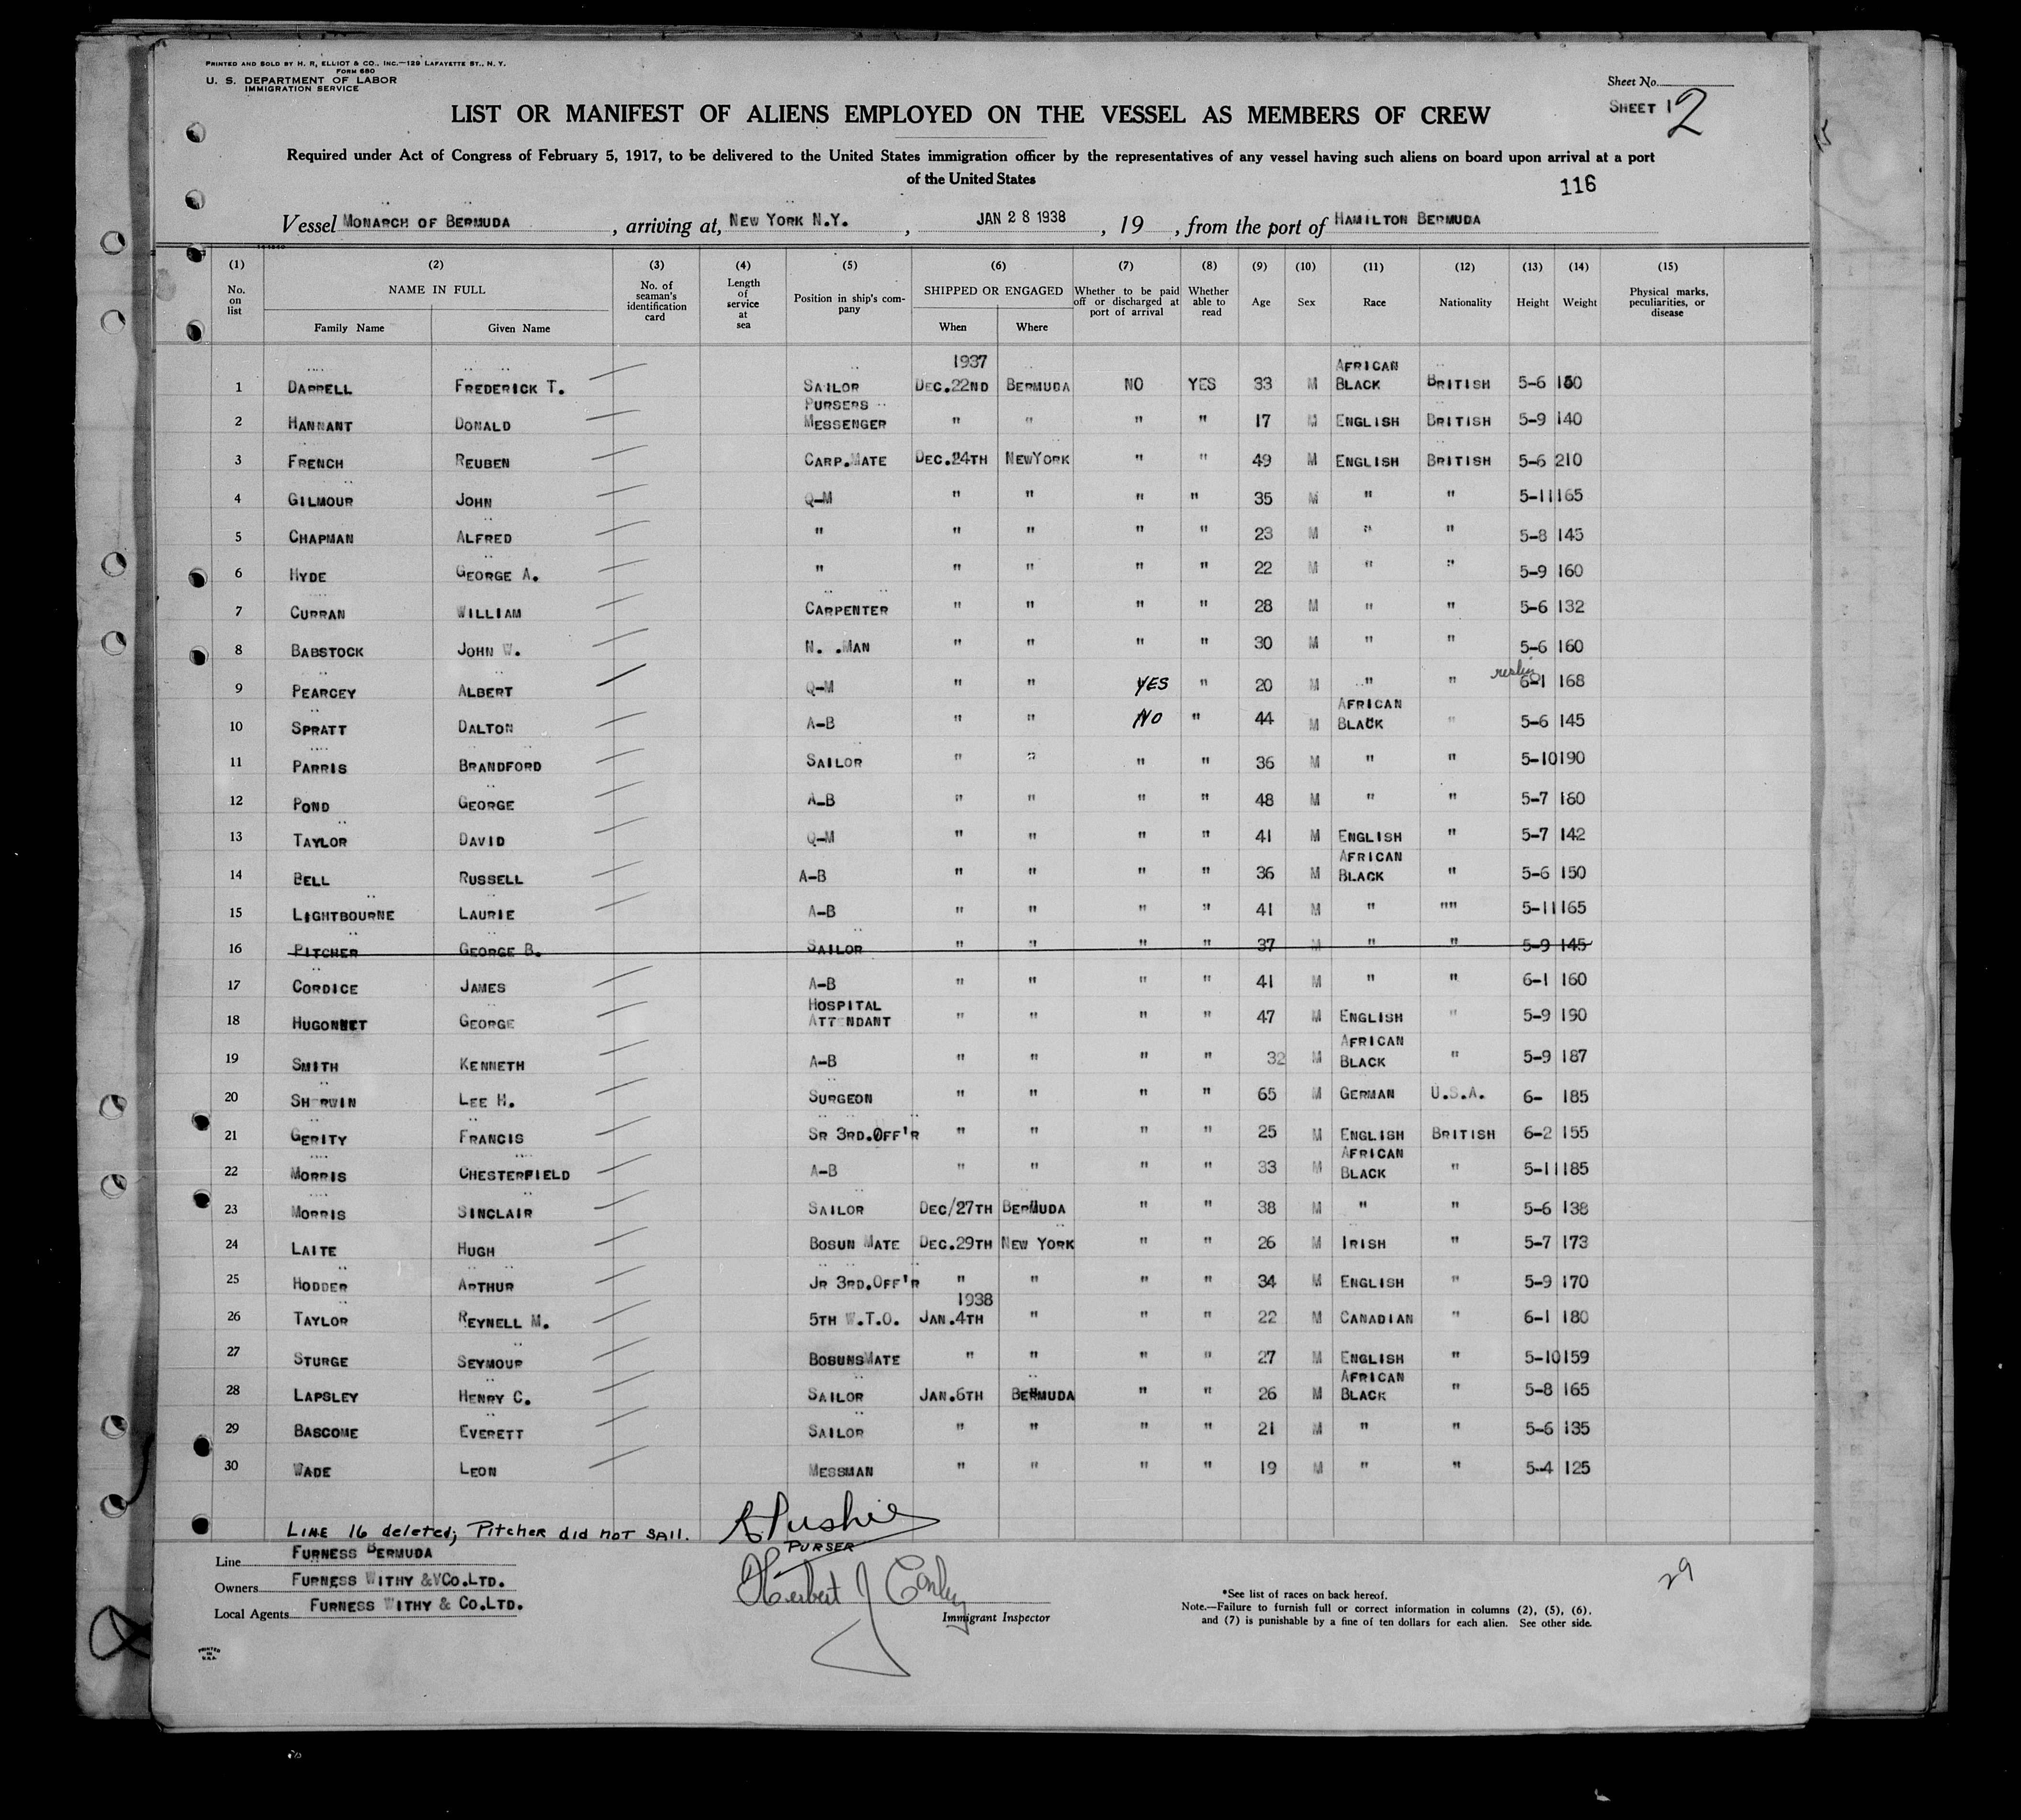 PRINTED AND SOLD BY H. R. ELLIOT & CO., INC.—129 LAFAYETTE ST., N. Y.
FORM 680
U. S. DEPARTMENT OF LABOR
IMMIGRATION SERVICE
Sheet No.
SHEET 1 2
LIST OR MANIFEST OF ALIENS EMPLOYED ON THE VESSEL AS MEMBERS OF CREW
Required under Act of Congress of February 5, 1917, to be delivered to the United States immigration officer by the representatives of any vessel having such aliens on board upon arrival at a port
of the United States
116
Vessel MONARCH OF BERMUDA, arriving at, NEW YORK N.Y., JAN 28 1938, 19, from the port of HAMILTON BERMUDA
(1) (2) (3) (4) (5) (6) (7) (8) (9) (10) (11) (12) (13) (14) (15)
No. on list NAME IN FULL Family Name Given Name No. of seaman's identification card Length of service at sea Position in ship's company SHIPPED OR ENGAGED When Where Whether to be paid off or discharged at port of arrival Whether able to read Age Sex Race Nationality Height Weight Physical marks, peculiarities, or disease
1937 AFRICAN
1 DARRELL FREDERICK T. SAILOR DEC.22ND BERMUDA NO YES 33 M BLACK BRITISH 5-6 150
PURSERS
2 HANNANT DONALD MESSENGER " " " " 17 M ENGLISH BRITISH 5-9 140
3 FRENCH REUBEN CARP.MATE DEC.24TH NEWYORK " " 49 M ENGLISH BRITISH 5-6 210
4 GILMOUR JOHN Q-M " " " " 35 M " " 5-11 165
5 CHAPMAN ALFRED " " " " " 23 M " " 5-8 145
6 HYDE GEORGE A. " " " " " 22 M " " 5-9 160
7 CURRAN WILLIAM CARPENTER " " " " 28 M " " 5-6 132
8 BABSTOCK JOHN W. N. .MAN " " " " 30 M " " 5-6 160
9 PEARCEY ALBERT Q-M " " YES " 20 M " " 6-1 168
AFRICAN
10 SPRATT DALTON A-B " " NO " 44 M BLACK " 5-6 145
11 PARRIS BRANDFORD SAILOR " " " " 36 M " " 5-10 190
12 POND GEORGE A-B " " " " 48 M " " 5-7 180
13 TAYLOR DAVID Q-M " " " " 41 M ENGLISH " 5-7 142
AFRICAN
14 BELL RUSSELL A-B " " " " 36 M BLACK " 5-6 150
15 LIGHTBOURNE LAURIE A-B " " " " 41 M " "" 5-11 165
16 PITCHER GEORGE B. SAILOR " " " " 37 M " " 5-9 145
17 CORDICE JAMES A-B " " " " 41 M " " 6-1 160
HOSPITAL
18 HUGONNET GEORGE ATTENDANT " " " " 47 M ENGLISH " 5-9 190
AFRICAN
19 SMITH KENNETH A-B " " " " 32 M BLACK " 5-9 187
20 SHERWIN LEE H. SURGEON " " " " 65 M GERMAN U.S.A. 6- 185
21 GERITY FRANCIS SR 3RD.OFF'R " " " " 25 M ENGLISH BRITISH 6-2 155
AFRICAN
22 MORRIS CHESTERFIELD A-B " " " " 33 M BLACK " 5-11 185
23 MORRIS SINCLAIR SAILOR DEC/27TH BERMUDA " " 38 M " " 5-6 138
24 LAITE HUGH BOSUN MATE DEC.29TH NEW YORK " " 26 M IRISH " 5-7 173
25 HODDER ARTHUR JR 3RD.OFF'R " " " " 34 M ENGLISH " 5-9 170
1938
26 TAYLOR REYNELL M. 5TH W.T.O. JAN.4TH " " " 22 M CANADIAN " 6-1 180
27 STURGE SEYMOUR BOSUNSMATE " " " " 27 M ENGLISH " 5-10 159
AFRICAN
28 LAPSLEY HENRY C. SAILOR JAN.6TH BERMUDA " " 26 M BLACK " 5-8 165
29 BASCOME EVERETT SAILOR " " " " 21 M " " 5-6 135
30 WADE LEON MESSMAN " " " " 19 M " " 5-4 125
LINE 16 deleted; Pitcher did not sail.
PURSER
Line FURNESS BERMUDA
Owners FURNESS WITHY &VCO.LTD.
Local Agents FURNESS WITHY & CO.LTD.
Herbert J
Immigrant Inspector
*See list of races on back hereof.
Note.—Failure to furnish full or correct information in columns (2), (5), (6),
and (7) is punishable by a fine of ten dollars for each alien. See other side.
29
PRINTED IN U.S.A.
15